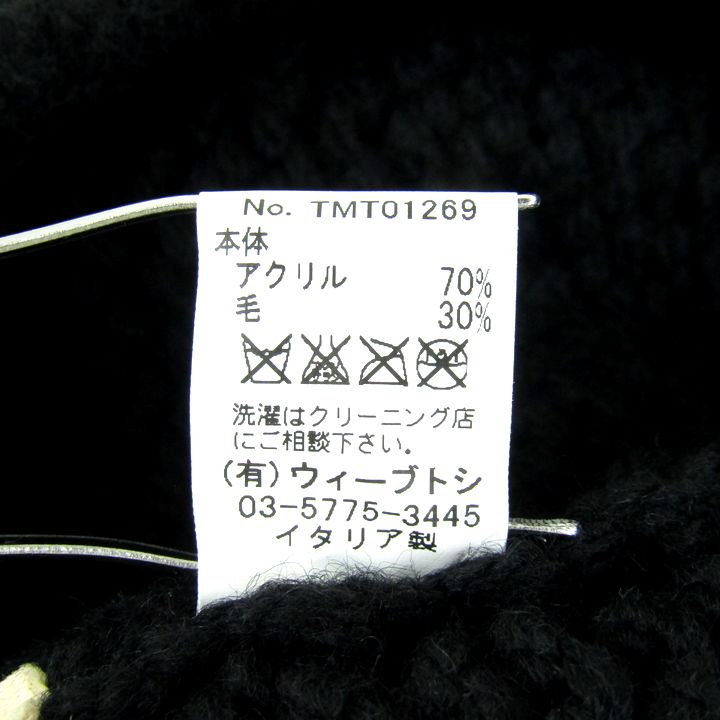 No. TMT01269
本体
アクリル 70%
毛 30%
洗濯はクリーニング店
にご相談下さい。
(有)ウィーブトシ
03-5775-3445
イタリア製